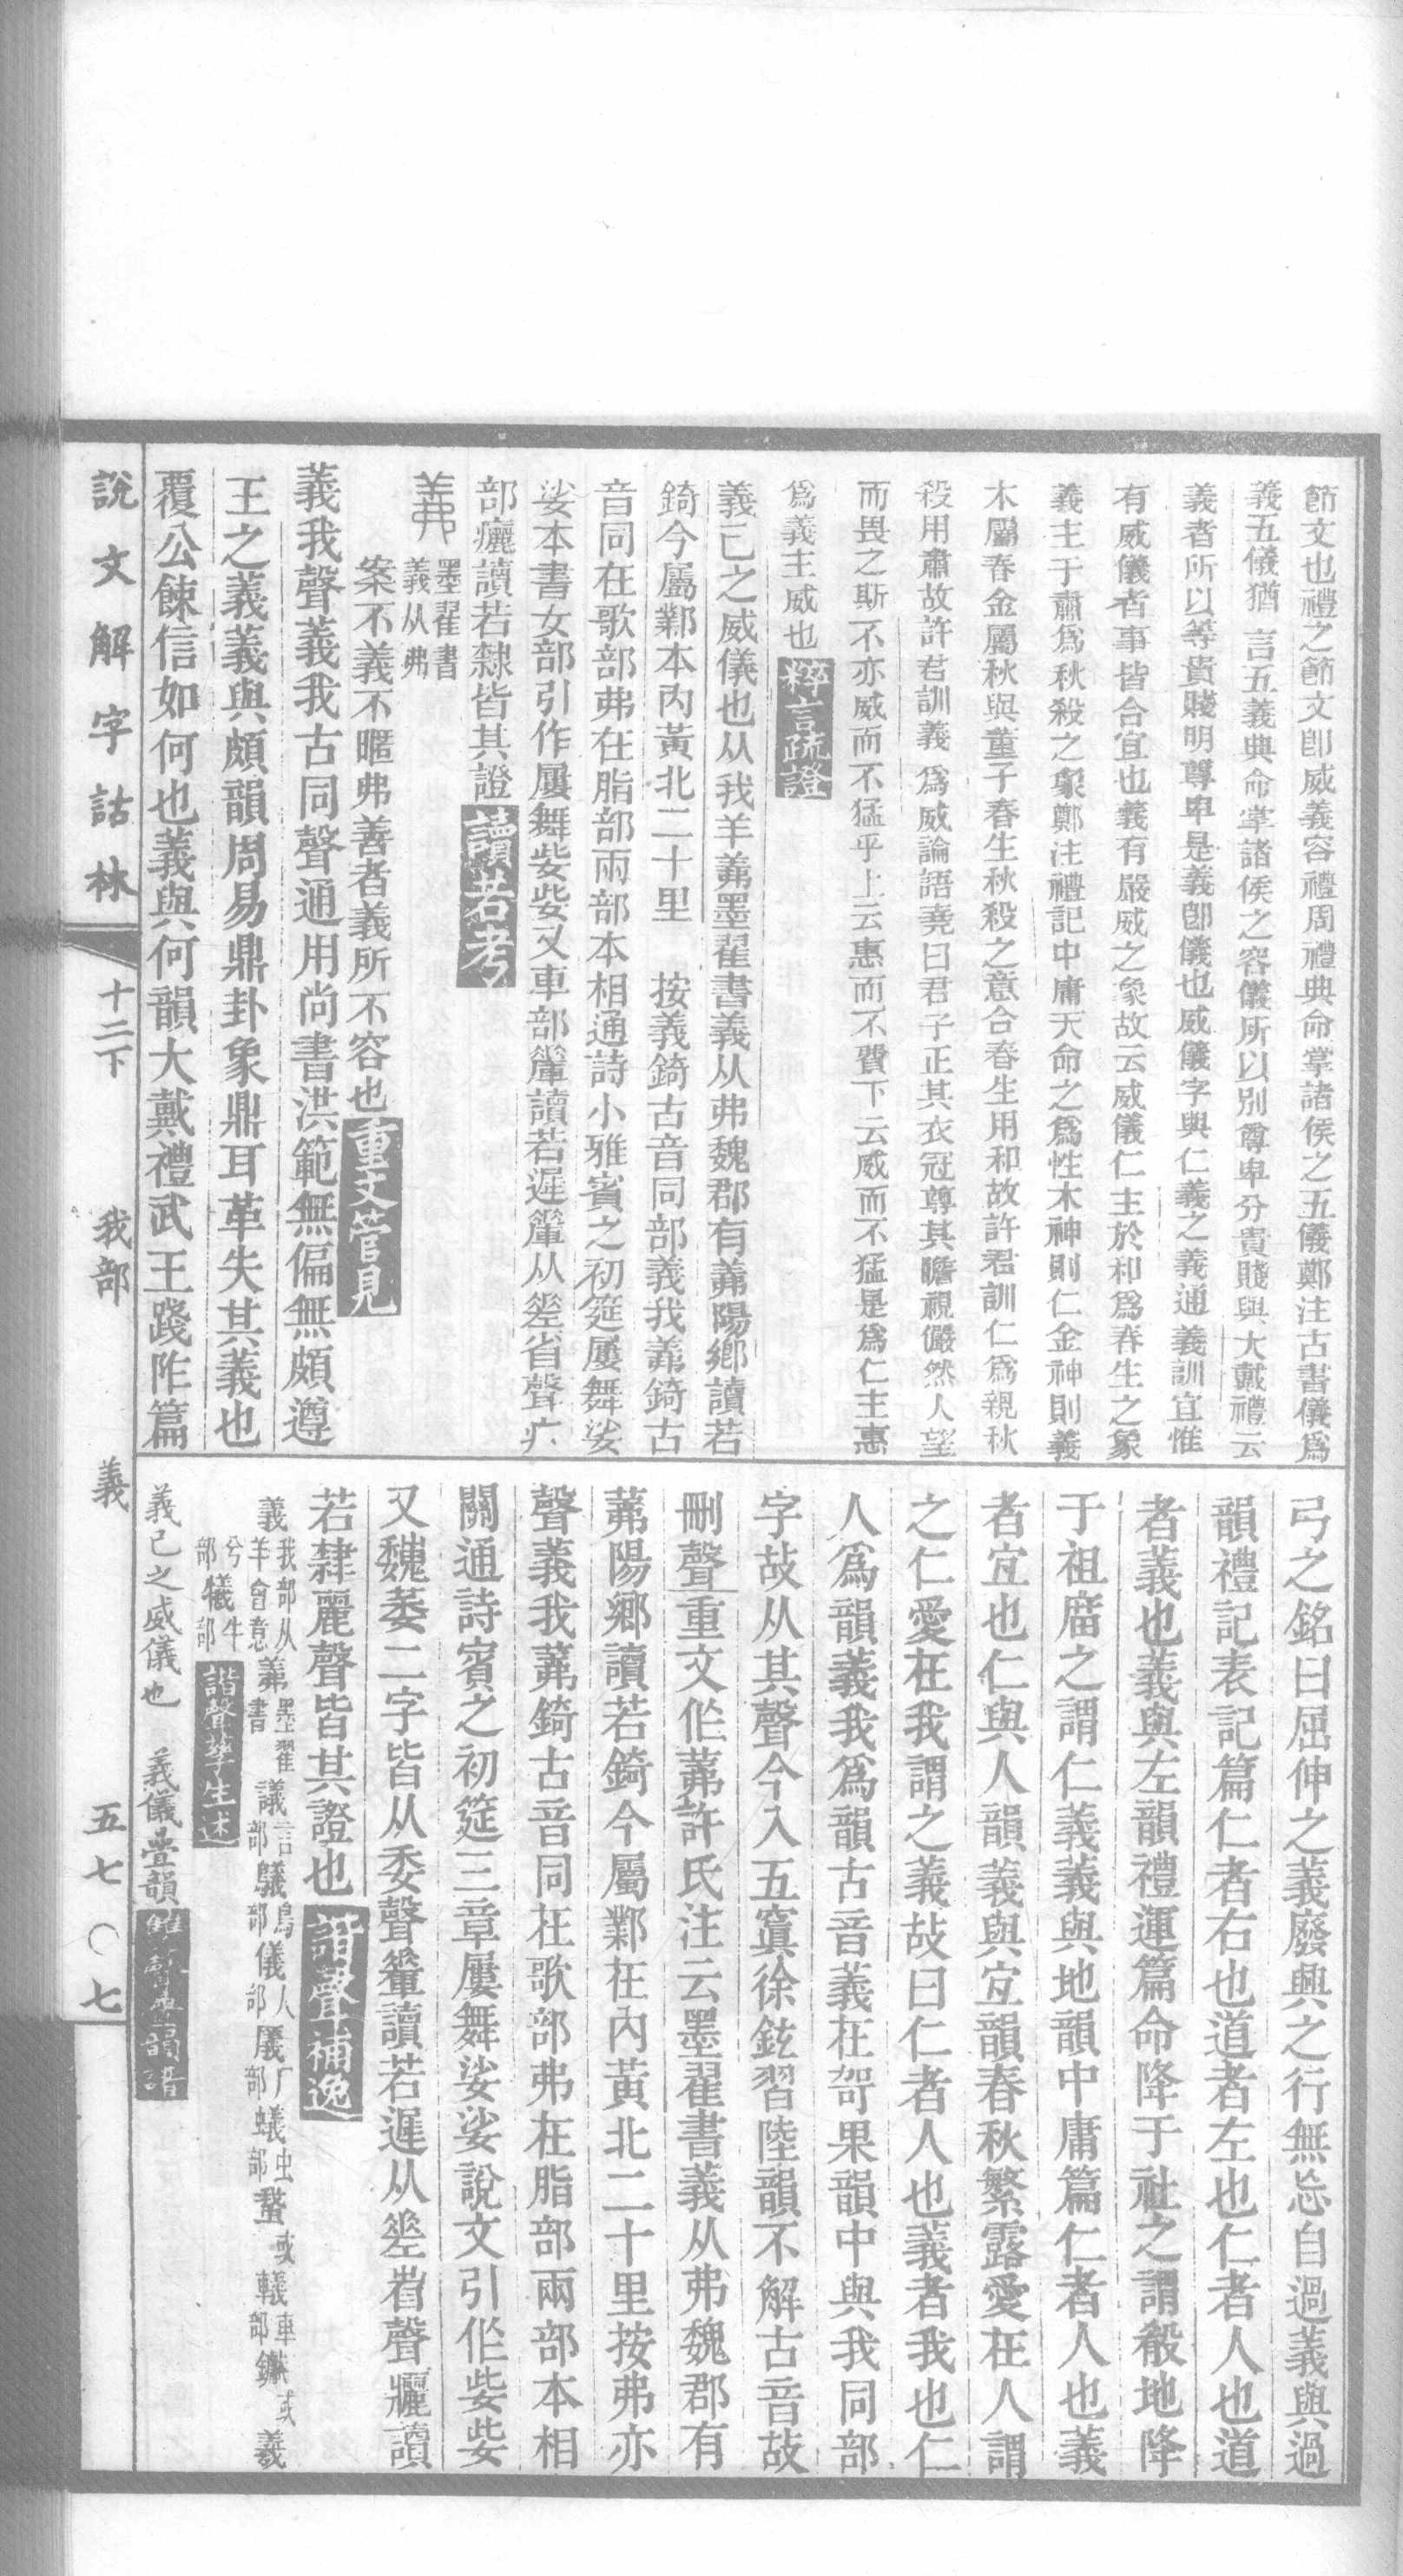 節文也禮之節文卽威義容禮周禮典命掌諸侯之五儀鄭注古書儀爲
義五儀猶言五義典命掌諸侯之容儀所以別尊卑分貴賤與大戴禮云
義者所以等貴賤明尊卑是義卽儀也威儀字與仁義之義通義訓宜惟
有威儀者事皆合宜也義有嚴威之象故云威儀仁主於和爲春生之象
義主于肅爲秋殺之象鄭注禮記中庸天命之爲性木神則仁金神則義
木屬春金屬秋與董子春生秋殺之意合春生用和故許君訓仁爲親秋
殺用肅故許君訓義爲威論語堯曰君子正其衣冠尊其瞻視儼然人望
而畏之斯不亦威而不猛乎上云惠而不費下云威而不猛是爲仁主惠
爲義主威也 釋言疏證
義己之威儀也从我羊羛墨翟書義从弗魏郡有羛陽鄉讀若
錡今屬鄴本內黃北二十里 按義錡古音同部義我羛錡古
音同在歌部弗在脂部兩部本相通詩小雅賓之初筵屢舞娑
娑本書女部引作屢舞姕姕又車部𨏈讀若遲𨏈从𠂹省聲疒
部癘讀若隸皆其證 讀若考
羛 墨翟書義从弗
案不義不暱弗善者義所不容也 重文管見
義我聲義我古同聲通用尚書洪範無偏無頗遵
王之義義與頗韻周易鼎卦象鼎耳革失其義也
覆公餗信如何也義與何韻大戴禮武王踐阼篇
弓之銘曰屈伸之義廢興之行無忘自過義與過
韻禮記表記篇仁者右也道者左也仁者人也道
者義也義與左韻禮運篇命降于社之謂殽地降
于祖廟之謂仁義義與地韻中庸篇仁者人也義
者宜也仁與人韻義與宜韻春秋繁露愛在人謂
之仁愛在我謂之義故曰仁者人也義者我也仁
人爲韻義我爲韻古音義在哿果韻中與我同部
字故从其聲今入五寘徐鉉習陸韻不解古音故
刪聲重文作羛許氏注云墨翟書義从弗魏郡有
羛陽鄉讀若錡今屬鄴在內黃北二十里按弗亦
聲義我羛錡古音同在歌部弗在脂部兩部本相
關通詩賓之初筵三章屢舞娑娑說文引作姕姕
又魏萎二字皆从委聲𨏈讀若遲从𠂹省聲癘讀
若隸麗聲皆其證也 諧聲補逸
義 我部从羊會意 羛 墨翟書 議 言部 鸃 鳥部 儀 人部 㕒 厂部 蟻 虫部 或 轙 車部 钀 或 羲
兮部 犧 牛部 諧聲孳生述
義己之威儀也 義儀疊韻 雙聲疊韻譜
說文解字詁林 十二下 我部 義 五七〇七